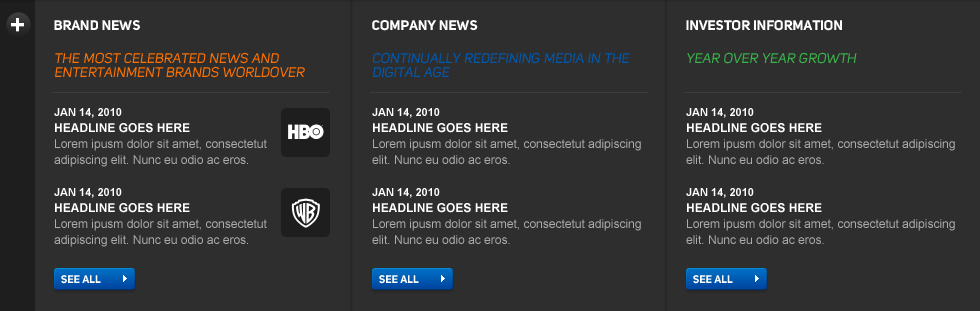 BRAND NEWS
THE MOST CELEBRATED NEWS AND
ENTERTAINMENT BRANDS WORLDOVER
JAN 14, 2010
HEADLINE GOES HERE
Lorem ipusm dolor sit amet, consectetut
adipiscing elit. Nunc eu odio ac eros.
HBO
JAN 14, 2010
HEADLINE GOES HERE
Lorem ipusm dolor sit amet, consectetut
adipiscing elit. Nunc eu odio ac eros.
WB
SEE ALL
COMPANY NEWS
CONTINUALLY REDEFINING MEDIA IN THE
DIGITAL AGE
JAN 14, 2010
HEADLINE GOES HERE
Lorem ipusm dolor sit amet, consectetut adipiscing
elit. Nunc eu odio ac eros.
JAN 14, 2010
HEADLINE GOES HERE
Lorem ipusm dolor sit amet, consectetut adipiscing
elit. Nunc eu odio ac eros.
SEE ALL
INVESTOR INFORMATION
YEAR OVER YEAR GROWTH
JAN 14, 2010
HEADLINE GOES HERE
Lorem ipusm dolor sit amet, consectetut adipiscing
elit. Nunc eu odio ac eros.
JAN 14, 2010
HEADLINE GOES HERE
Lorem ipusm dolor sit amet, consectetut adipiscing
elit. Nunc eu odio ac eros.
SEE ALL